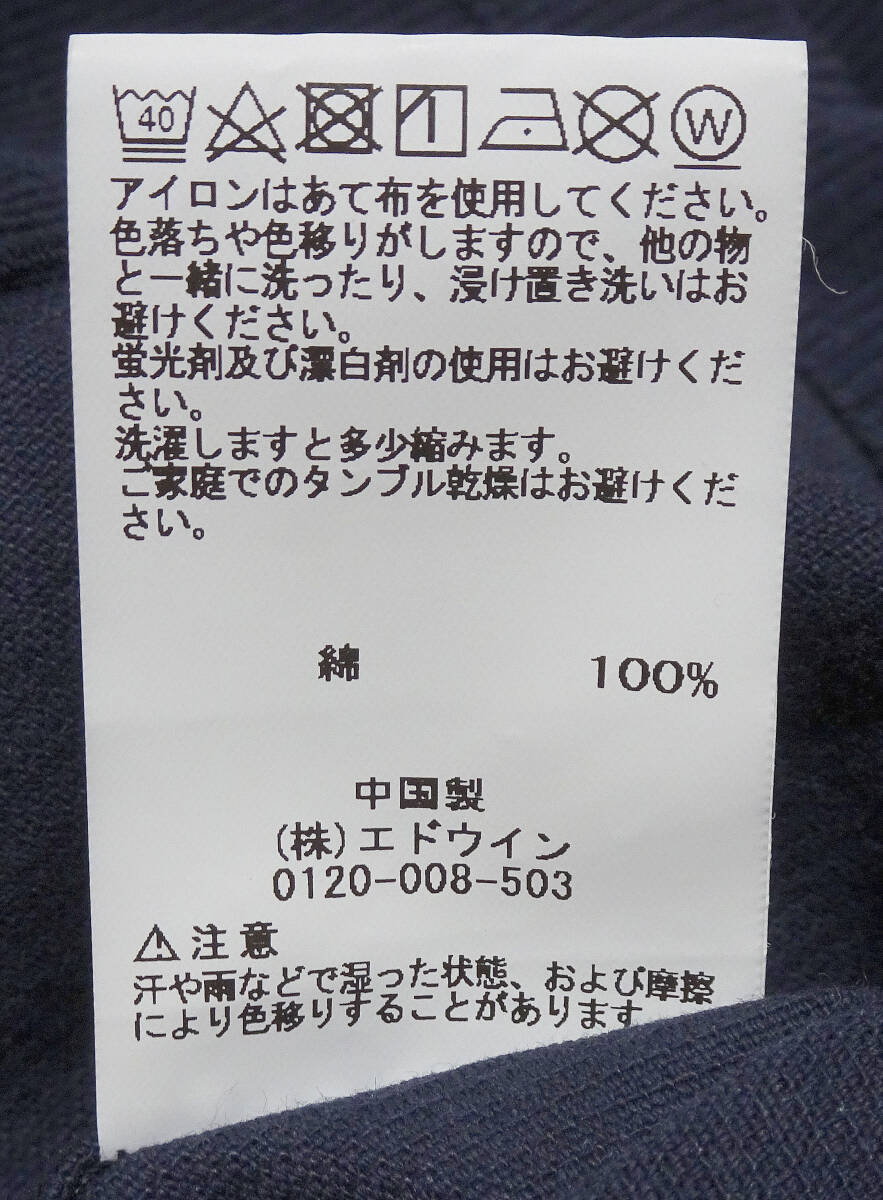 40 W
アイロンはあて布を使用してください。
色落ちや色移りがしますので、他の物
と一緒に洗ったり、浸け置き洗いはお
避けください。
蛍光剤及び漂白剤の使用はお避けくだ
さい。
洗濯しますと多少縮みます。
ご家庭でのタンブル乾燥はお避けくだ
さい。
綿 100%
中国製
(株)エドウイン
0120-008-503
⚠注意
汗や雨などで湿った状態、および摩擦
により色移りすることがあります